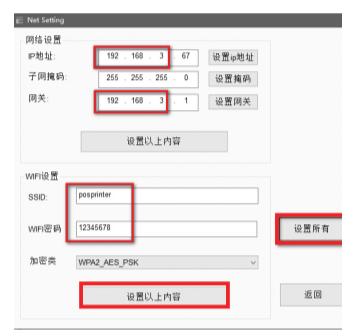 Net Setting
网络设置
IP地址: 192 . 168 . 3 . 67 设置ip地址
子网掩码: 255 . 255 . 255 . 0 设置掩码
网关: 192 . 168 . 3 . 1 设置网关
设置以上内容
WIFI设置
SSID: posprinter
WIFI密码 12345678 设置所有
加密类 WPA2_AES_PSK
设置以上内容 返回